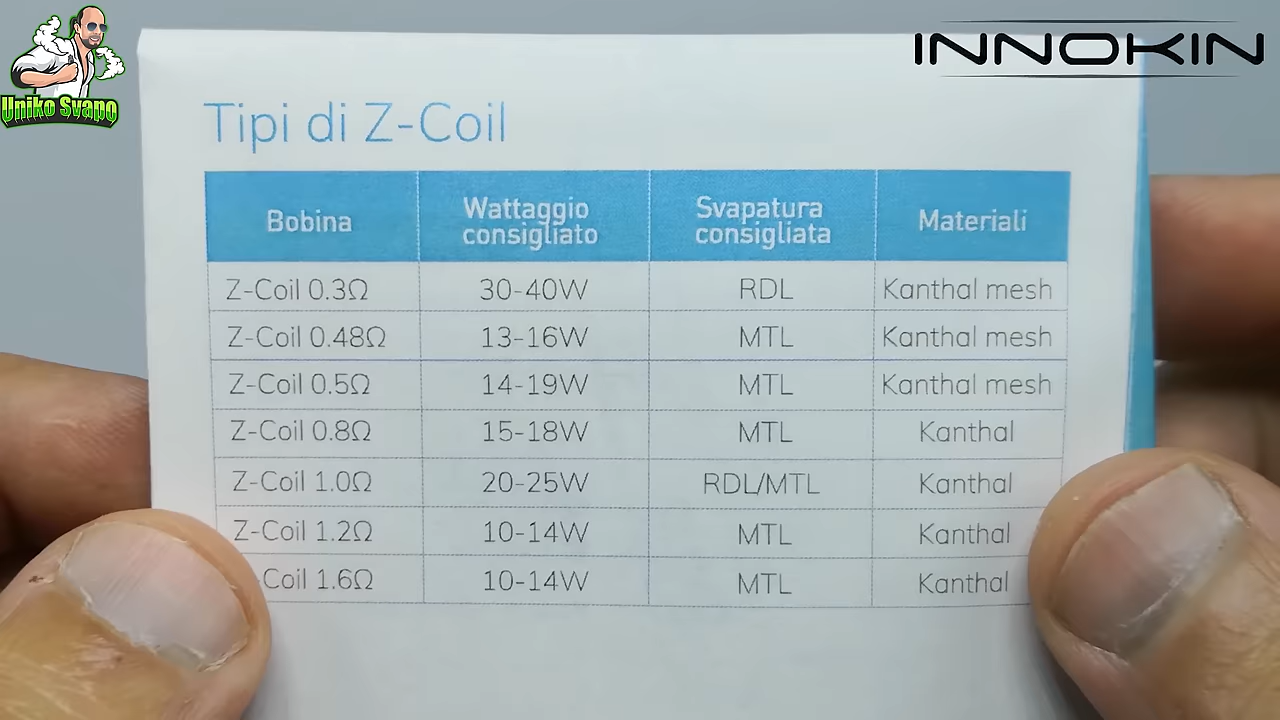 Uniko Svapo
INNOKIN
Tipi di Z-Coil
Bobina Wattaggio consigliato Svapatura consigliata Materiali
Z-Coil 0.3Ω 30-40W RDL Kanthal mesh
Z-Coil 0.48Ω 13-16W MTL Kanthal mesh
Z-Coil 0.5Ω 14-19W MTL Kanthal mesh
Z-Coil 0.8Ω 15-18W MTL Kanthal
Z-Coil 1.0Ω 20-25W RDL/MTL Kanthal
Z-Coil 1.2Ω 10-14W MTL Kanthal
-Coil 1.6Ω 10-14W MTL Kanthal